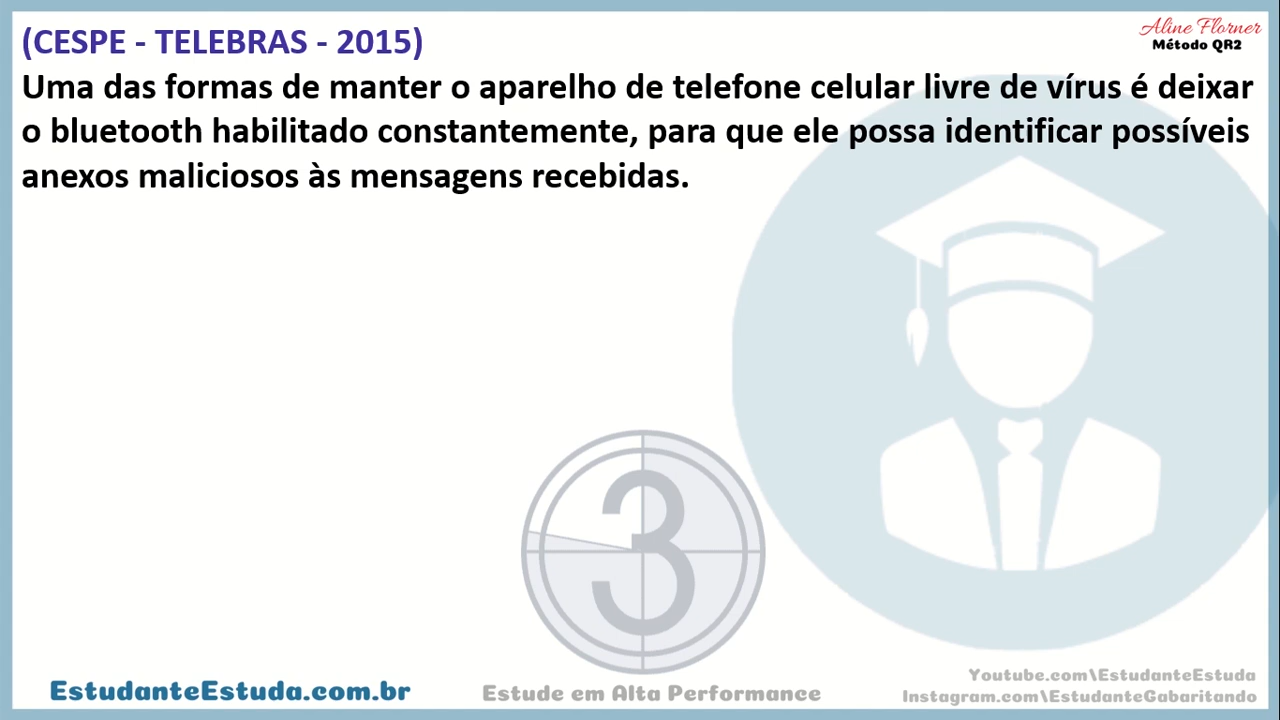 (CESPE - TELEBRAS - 2015)
Aline Florner
Método QR2
Uma das formas de manter o aparelho de telefone celular livre de vírus é deixar
o bluetooth habilitado constantemente, para que ele possa identificar possíveis
anexos maliciosos às mensagens recebidas.
3
EstudanteEstuda.com.br
Estude em Alta Performance
Youtube.com\EstudanteEstuda
Instagram.com\EstudanteGabaritando